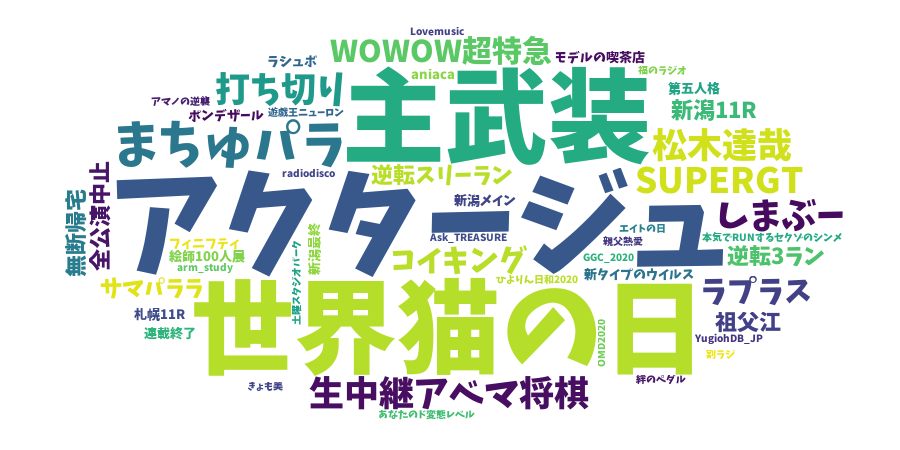 Lovemusic
WOWOW超特急
モデルの喫茶店
ラシュボ
aniaca
福のラジオ
打ち切り
主武装
第五人格
アマノの逆襲
ボンデザール
遊戯王ニューロン
新潟11R
まちゅパラ
松木達哉
radiodisco
逆転スリーラン
SUPERGT
無断帰宅
全公演中止
アクタージュ
新潟メイン
しまぶー
Ask_TREASURE
エイトの日
親父熱愛
本気でRUNするセクゾのシンメ
フィニフティ
絵師100人展
arm_study
土曜スタジオパーク
新潟最終
コイキング
GGC_2020
逆転3ラン
新タイプのウイルス
ひよりん日和2020
サマパララ
世界猫の日
ラプラス
札幌11R
祖父江
連載終了
OMD2020
YugiohDB_JP
到ラジ
きょも美
生中継アベマ将棋
絆のペダル
あなたのド変態レベル